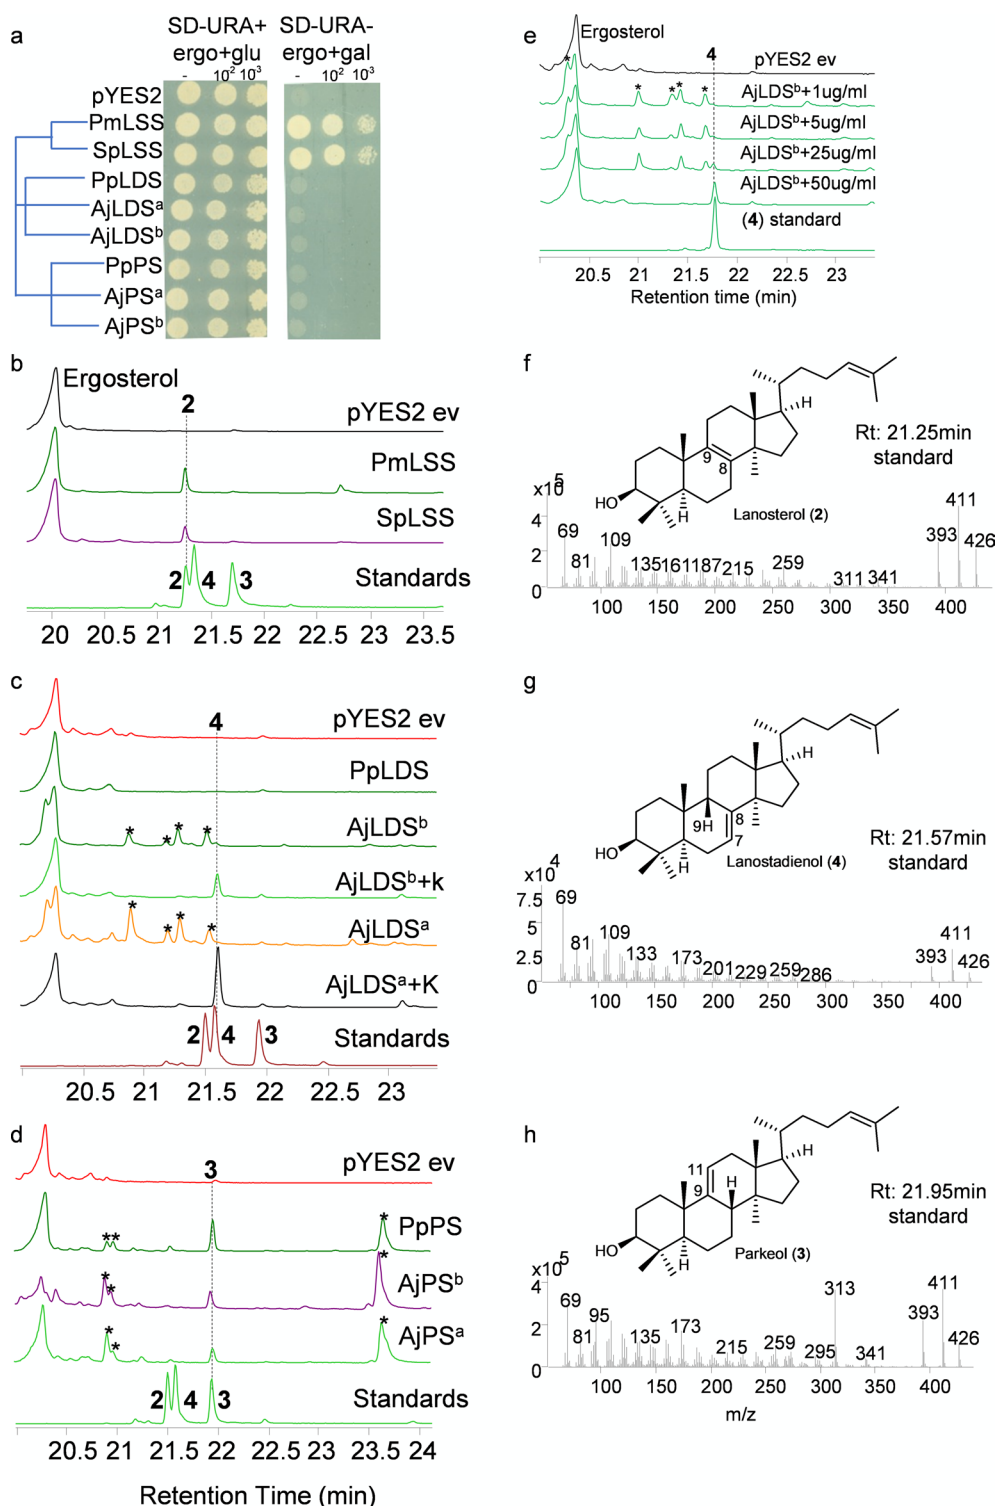 a
SD-URA+
ergo+glu
SD-URA-
ergo+gal
- 10² 10³
- 10² 10³
pYES2
PmLSS
SpLSS
PpLDS
AjLDSᵃ
AjLDSᵇ
PpPS
AjPSᵃ
AjPSᵇ
b
Ergosterol
2
pYES2 ev
PmLSS
SpLSS
Standards
2 4 3
20 20.5 21 21.5 22 22.5 23 23.5
c
4
pYES2 ev
PpLDS
AjLDSᵇ
* * * *
AjLDSᵇ+k
AjLDSᵃ
* * * *
AjLDSᵃ+K
Standards
2 4 3
20.5 21 21.5 22 22.5 23
d
3
pYES2 ev
PpPS
** *
AjPSᵇ
* * *
AjPSᵃ
* * *
Standards
2 4 3
20.5 21 21.5 22 22.5 23 23.5 24
Retention Time (min)
e
Ergosterol
4
pYES2 ev
* * * * *
AjLDSᵇ+1ug/ml
AjLDSᵇ+5ug/ml
AjLDSᵇ+25ug/ml
AjLDSᵇ+50ug/ml
(4) standard
20.5 21 21.5 22 22.5 23
Retention time (min)
f
9
8
H
H
HO
Rt: 21.25min
standard
Lanosterol (2)
x10⁵
4
2
0
69 81 109 135 161 187 215 259 311 341 393 411 426
100 150 200 250 300 350 400
g
9H
8
7
H
H
HO
Rt: 21.57min
standard
Lanostadienol (4)
x10⁴
7.5
5
2.5
0
69 81 109 133 173 201 229 259 286 393 411 426
100 150 200 250 300 350 400
h
11
9
H
H
H
HO
Rt: 21.95min
standard
Parkeol (3)
x10⁵
4
2
0
69 81 95 135 173 215 259 295 313 341 393 411 426
100 150 200 250 300 350 400
m/z